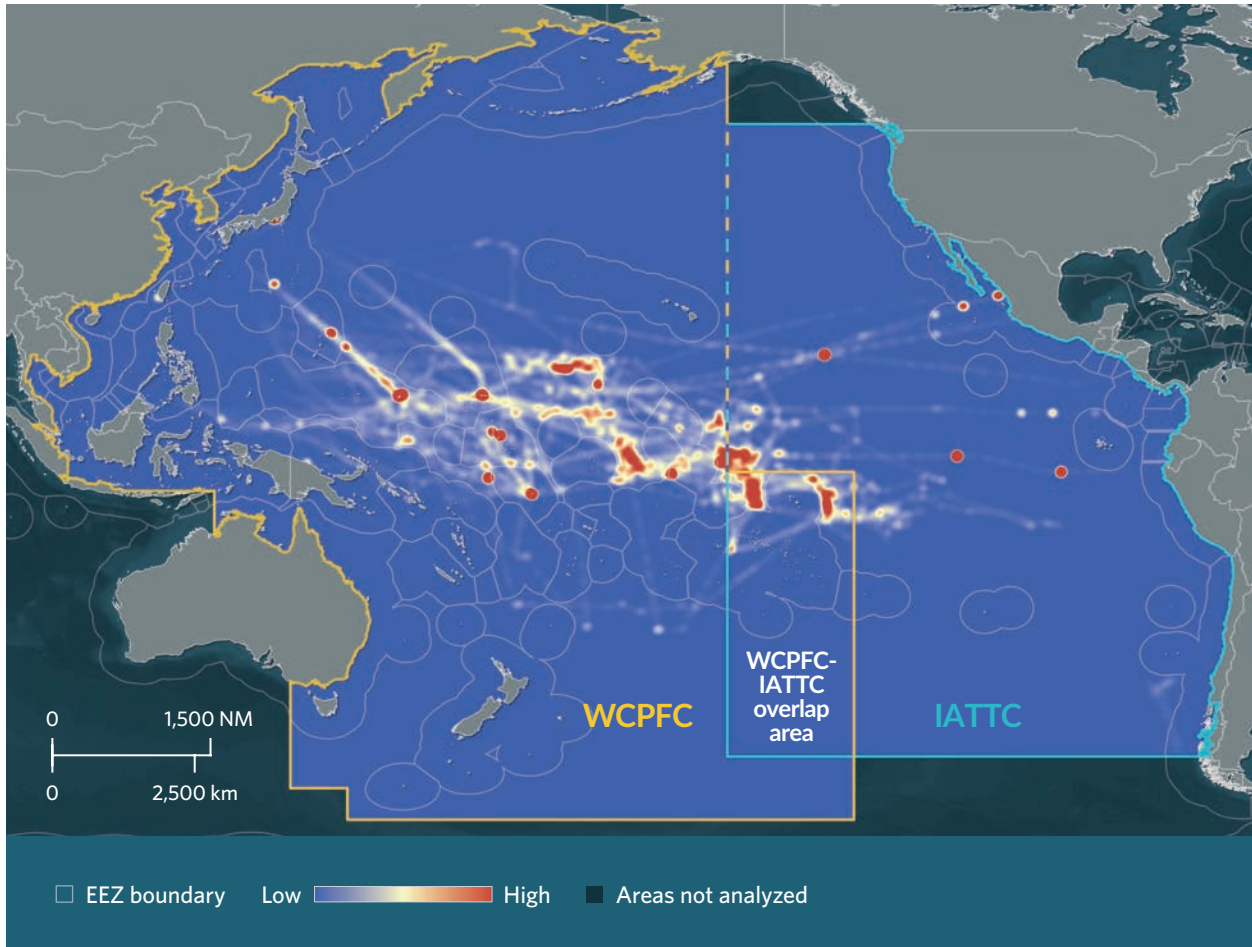 WCPFC-
IATTC
overlap
area
WCPFC
IATTC
0 1,500 NM
0 2,500 km
EEZ boundary Low High Areas not analyzed